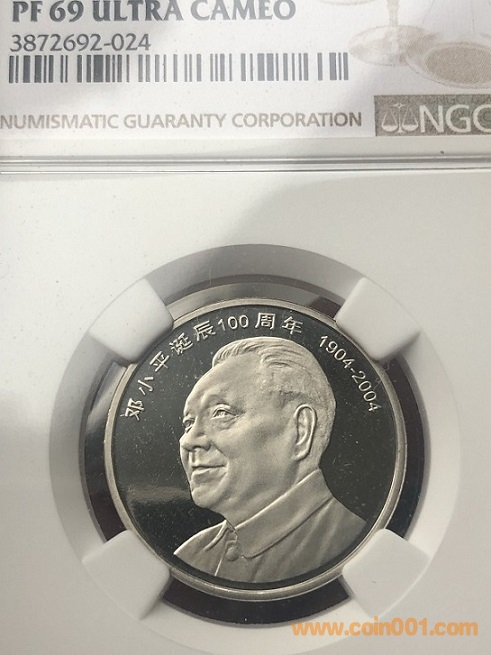 PF 69 ULTRA CAMEO
3872692-024
NUMISMATIC GUARANTY CORPORATION
NGC
邓小平诞辰100周年 1904-2004
www.coin001.com